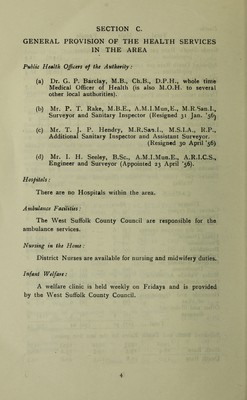 SECTION C.
GENERAL PROVISION OF THE HEALTH SERVICES
IN THE AREA
Public Health Officers of the Authority:
(a) Dr. G. P. Barclay, M.B., Ch.B., D.P.H., whole time
Medical Officer of Health (is also M.O.H. to several
other local authorities).
(b) Mr. P. T. Rake, M.B.E., A.M.I.Mun.E., M.R.San.I.,
Surveyor and Sanitary Inspector (Resigned 31 Jan. '56)
(c) Mr. T. J. P. Hendry, M.R.San.I., M.S.I.A., R.P.,
Additional Sanitary Inspector and Assistant Surveyor.
(Resigned 30 April '56)
(d) Mr. I. H. Seeley, B.Sc., A.M.I.Mun.E., A.R.I.C.S.,
Engineer and Surveyor (Appointed 23 April '56).
Hospitals:
There are no Hospitals within the area.
Ambulance Facilities:
The West Suffolk County Council are responsible for the
ambulance services.
Nursing in the Home:
District Nurses are available for nursing and midwifery duties.
Infant Welfare:
A welfare clinic is held weekly on Fridays and is provided
by the West Suffolk County Council.
4